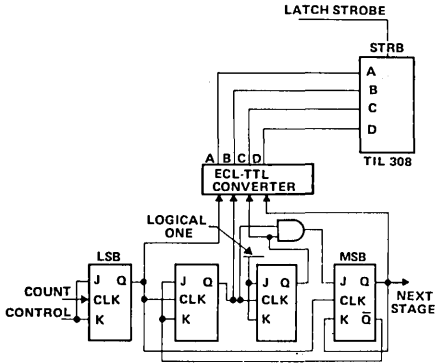 LATCH STROBE
STRB
A
B
C
D
TIL 308
A B C D
ECL-TTL
CONVERTER
LOGICAL
ONE
LSB
MSB
J Q
CLK
K
J Q
CLK
K
J Q
CLK
K
J Q
CLK
K Q̅
COUNT
CONTROL
NEXT
STAGE